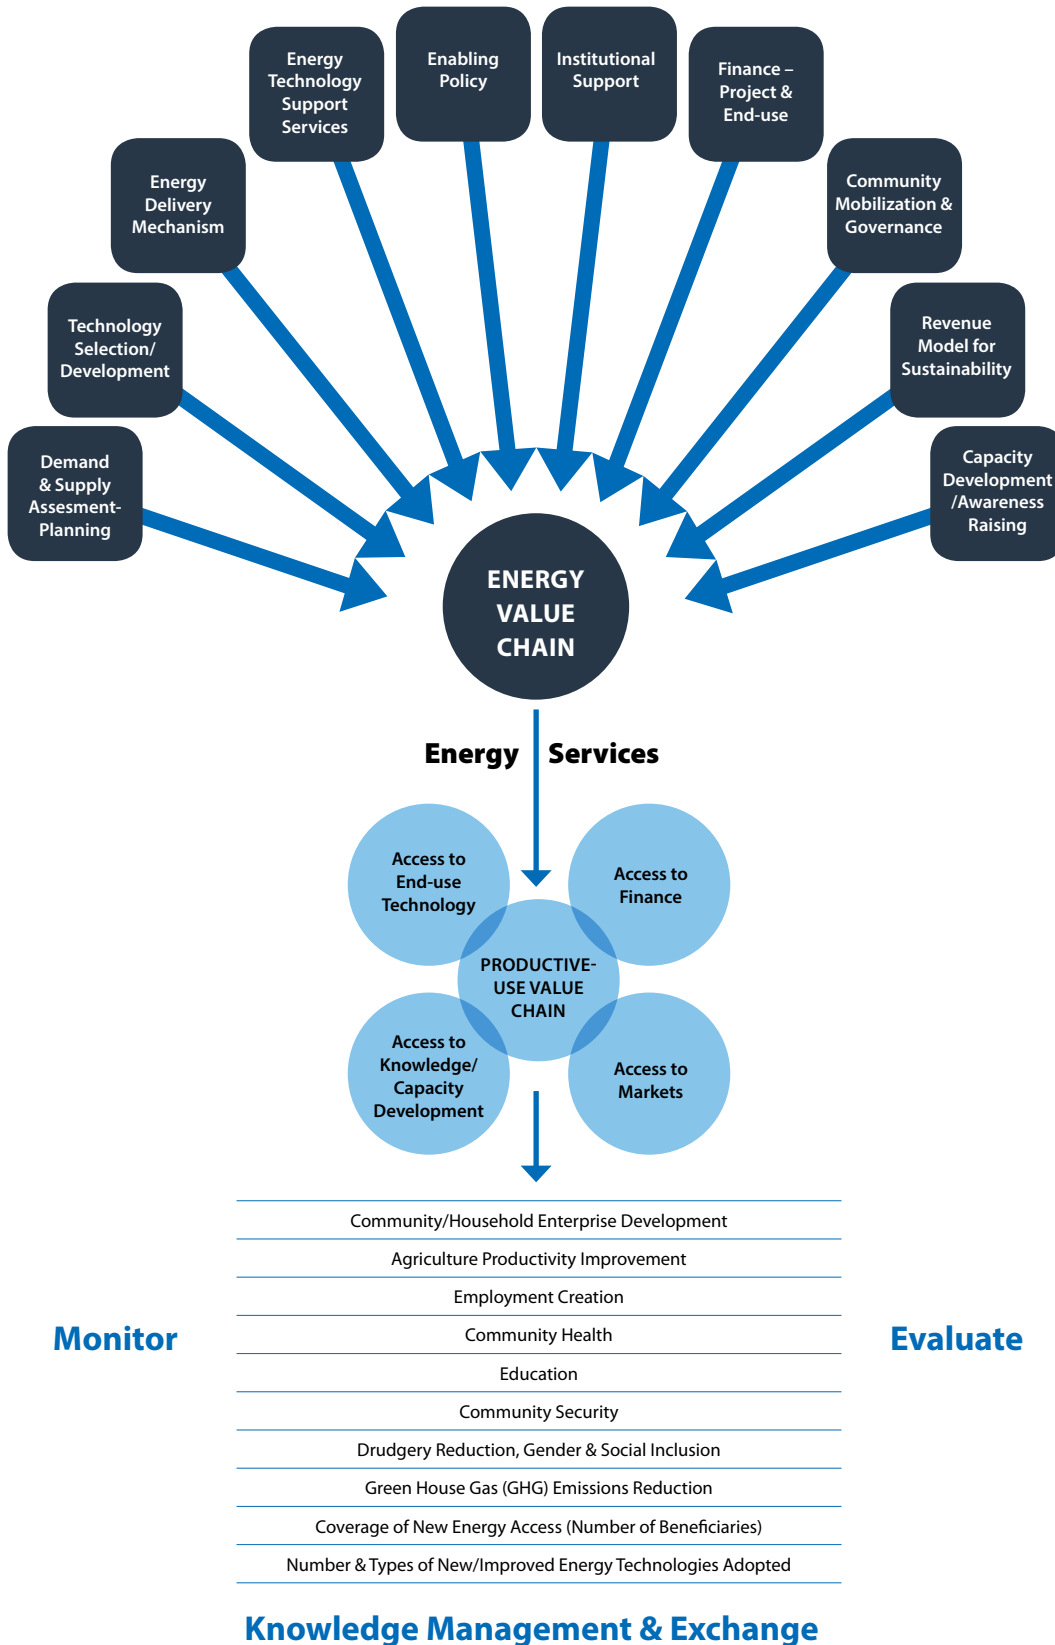 Energy
Technology
Support
Services
Enabling
Policy
Institutional
Support
Finance –
Project &
End-use
Energy
Delivery
Mechanism
Community
Mobilization &
Governance
Technology
Selection/
Development
Revenue
Model for
Sustainability
Demand
& Supply
Assesment-
Planning
Capacity
Development
/Awareness
Raising
ENERGY
VALUE
CHAIN
Energy Services
Access to
End-use
Technology
Access to
Finance
PRODUCTIVE-
USE VALUE
CHAIN
Access to
Knowledge/
Capacity
Development
Access to
Markets
Community/Household Enterprise Development
Agriculture Productivity Improvement
Employment Creation
Monitor
Community Health
Evaluate
Education
Community Security
Drudgery Reduction, Gender & Social Inclusion
Green House Gas (GHG) Emissions Reduction
Coverage of New Energy Access (Number of Beneficiaries)
Number & Types of New/Improved Energy Technologies Adopted
Knowledge Management & Exchange